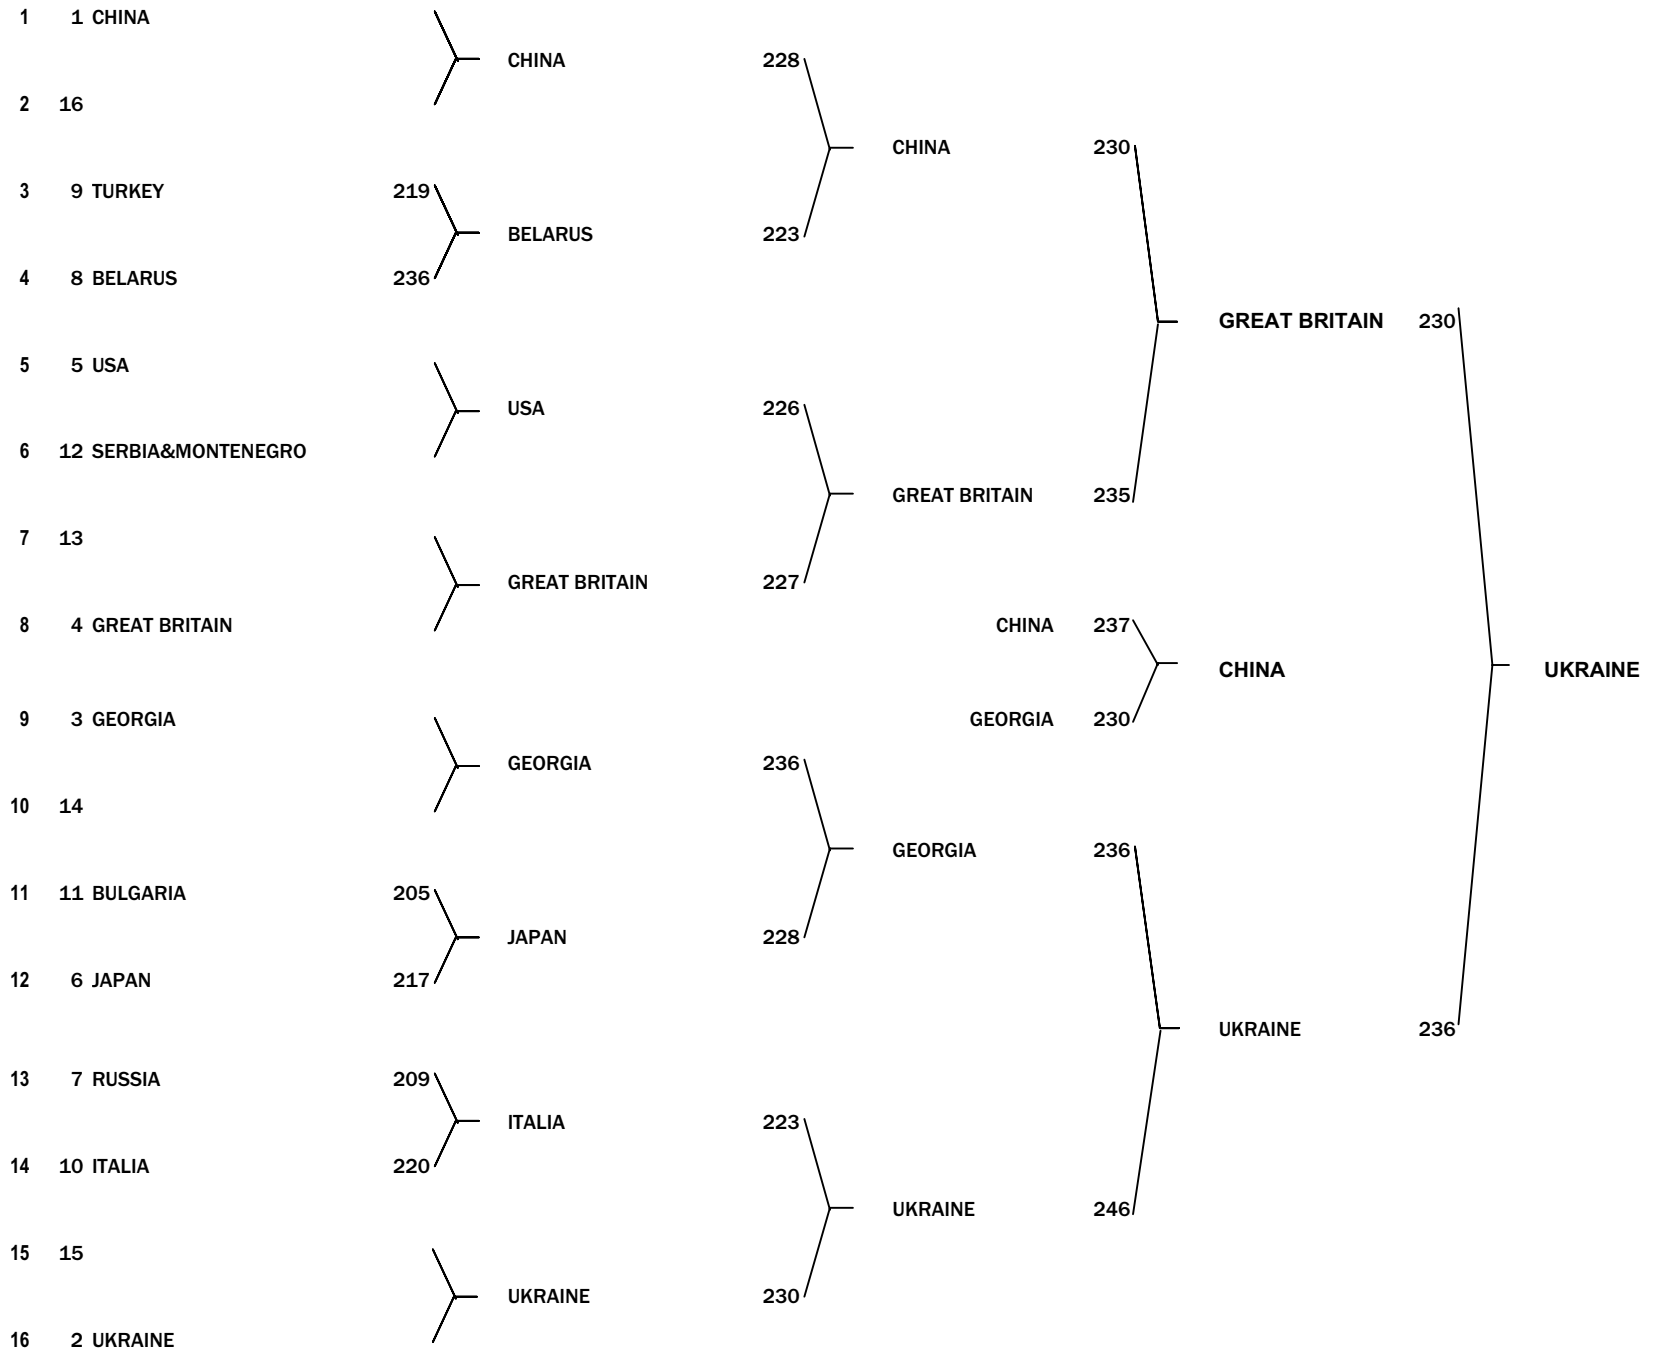 1 1 CHINA
CHINA 228
2 16
CHINA 230
3 9 TURKEY 219
BELARUS 223
4 8 BELARUS 236
GREAT BRITAIN 230
5 5 USA
USA 226
6 12 SERBIA&MONTENEGRO
GREAT BRITAIN 235
7 13
GREAT BRITAIN 227
8 4 GREAT BRITAIN
CHINA 237
CHINA
UKRAINE
9 3 GEORGIA
GEORGIA 230
GEORGIA 236
10 14
GEORGIA 236
11 11 BULGARIA 205
JAPAN 228
12 6 JAPAN 217
UKRAINE 236
13 7 RUSSIA 209
ITALIA 223
14 10 ITALIA 220
UKRAINE 246
15 15
UKRAINE 230
16 2 UKRAINE